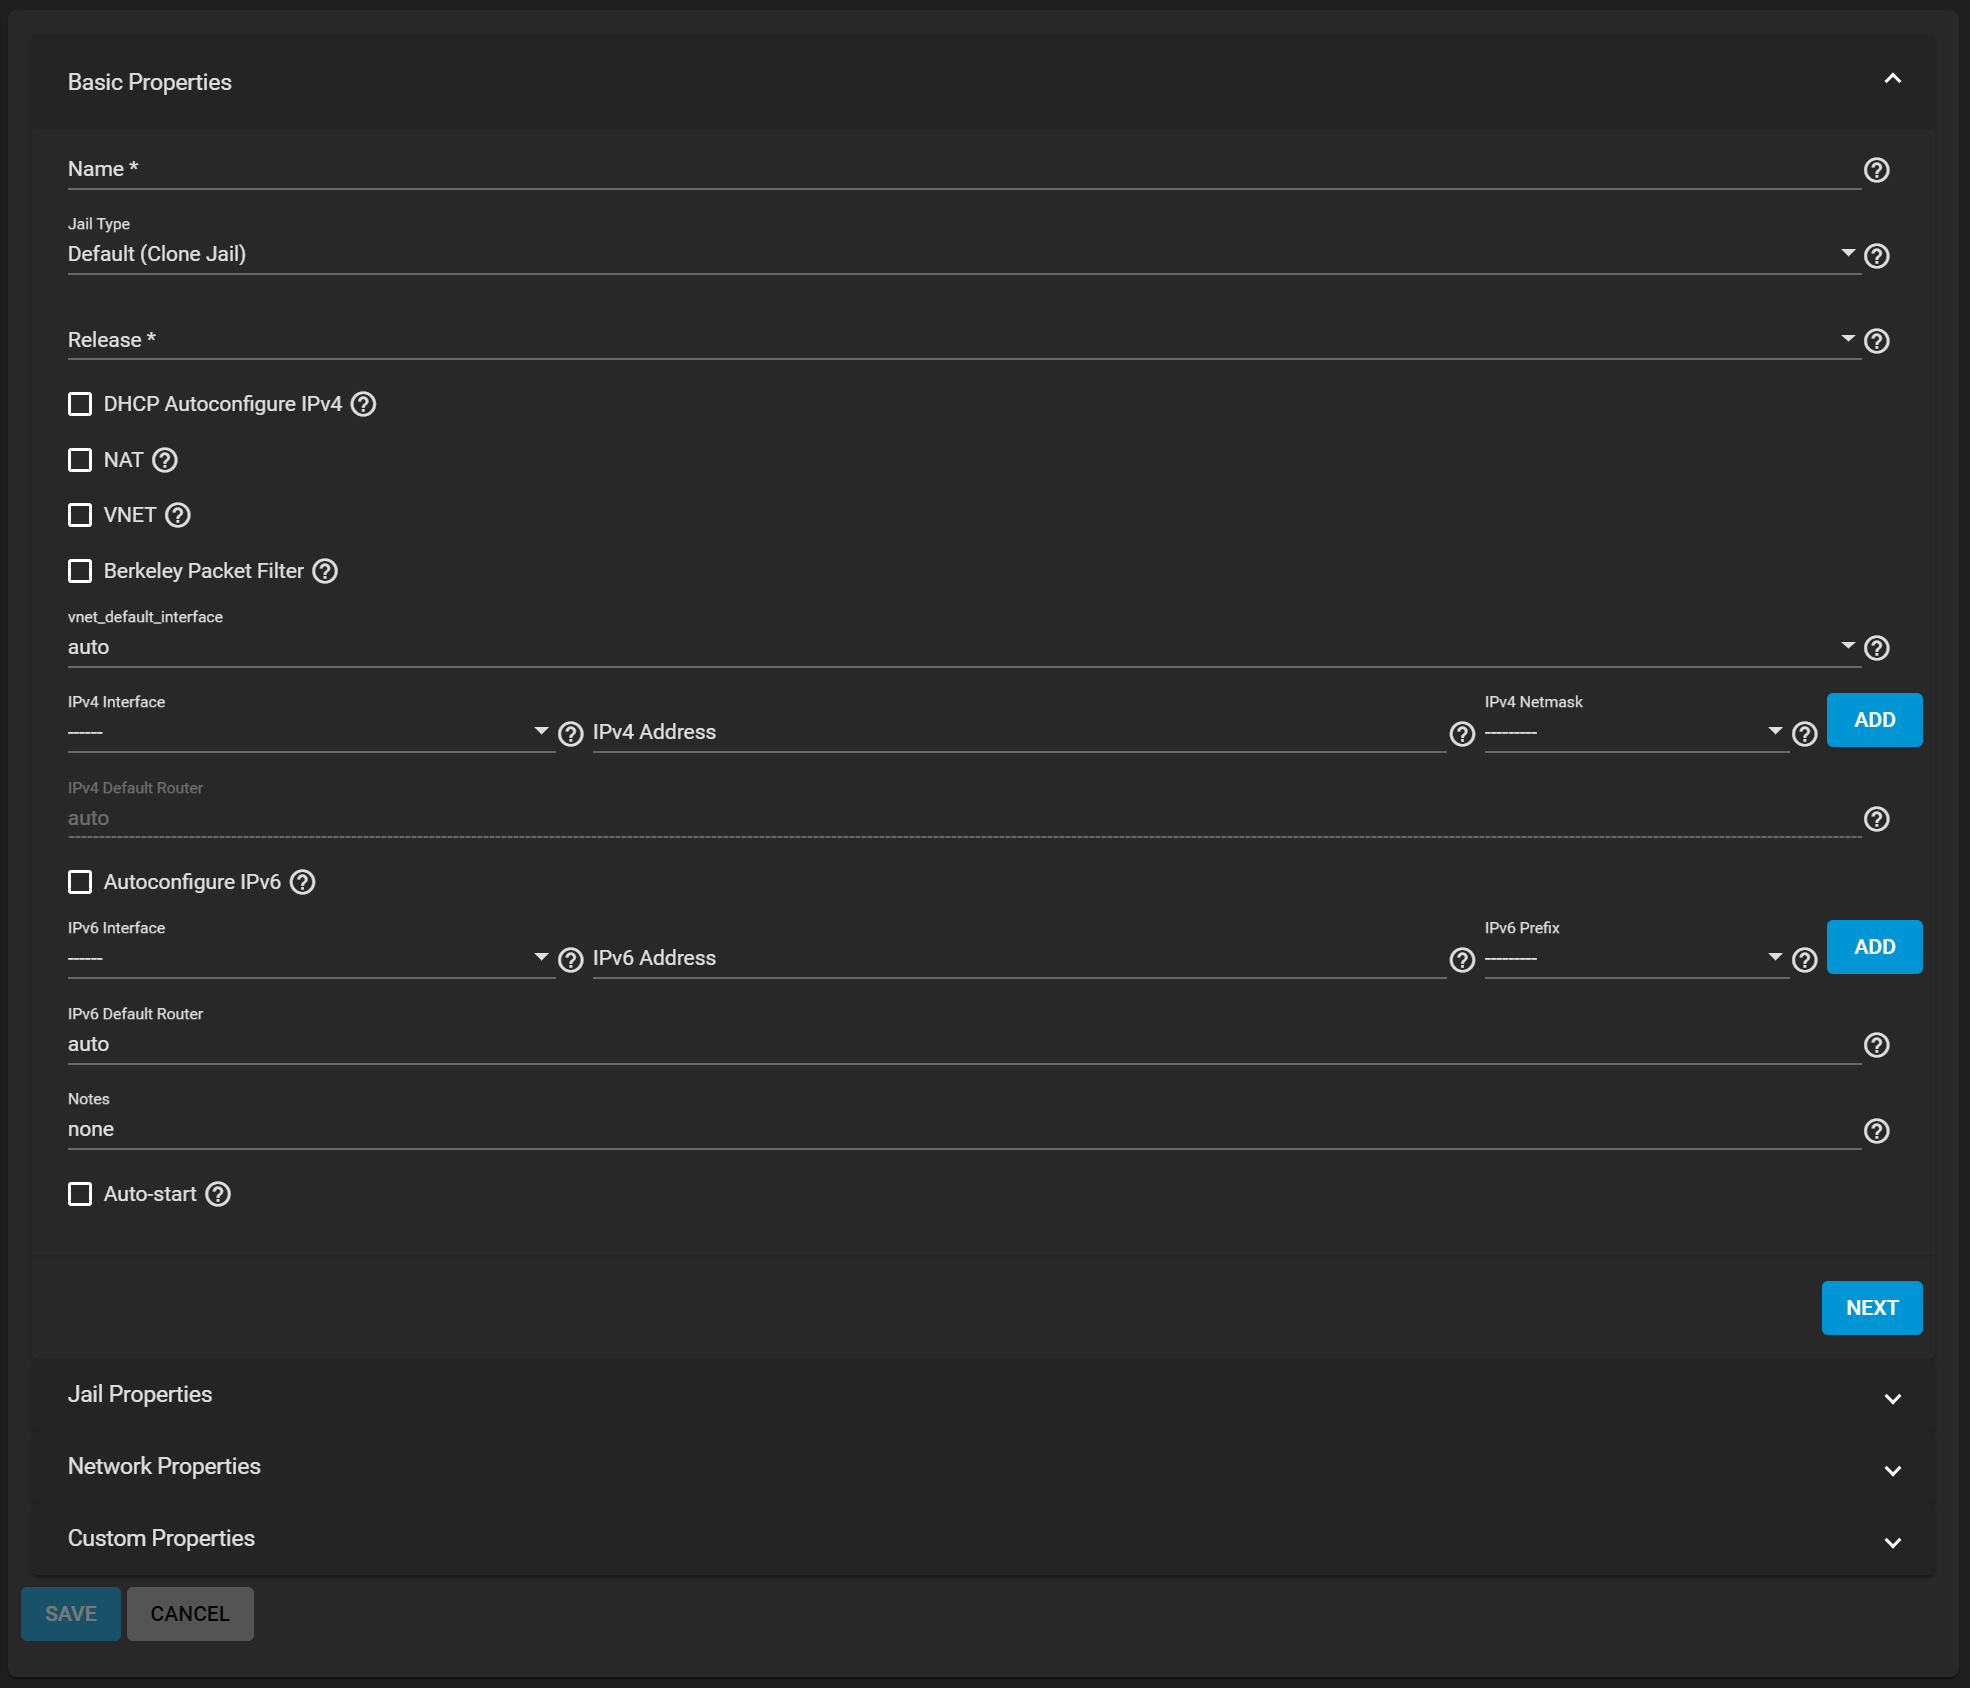 Basic Properties
Name *
Jail Type
Default (Clone Jail)
Release *
DHCP Autoconfigure IPv4
NAT
VNET
Berkeley Packet Filter
vnet_default_interface
auto
IPv4 Interface
------
IPv4 Address
IPv4 Netmask
---------
ADD
IPv4 Default Router
auto
Autoconfigure IPv6
IPv6 Interface
------
IPv6 Address
IPv6 Prefix
---------
ADD
IPv6 Default Router
auto
Notes
none
Auto-start
NEXT
Jail Properties
Network Properties
Custom Properties
SAVE CANCEL